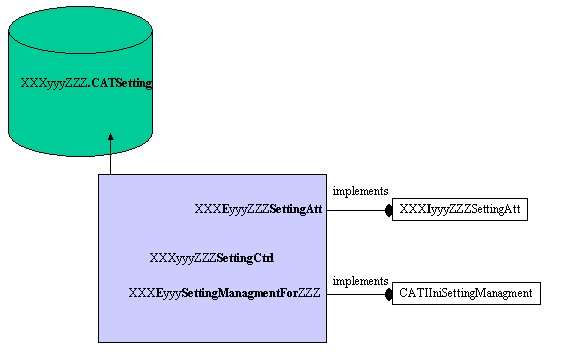 XXXyyyZZZ.CATSetting
implements
XXXEyyyZZZSettingAtt
XXXIyyyZZZSettingAtt
XXXyyyZZZSettingCtrl
implements
XXXEyyySettingManagmentForZZZ
CATIIniSettingManagment